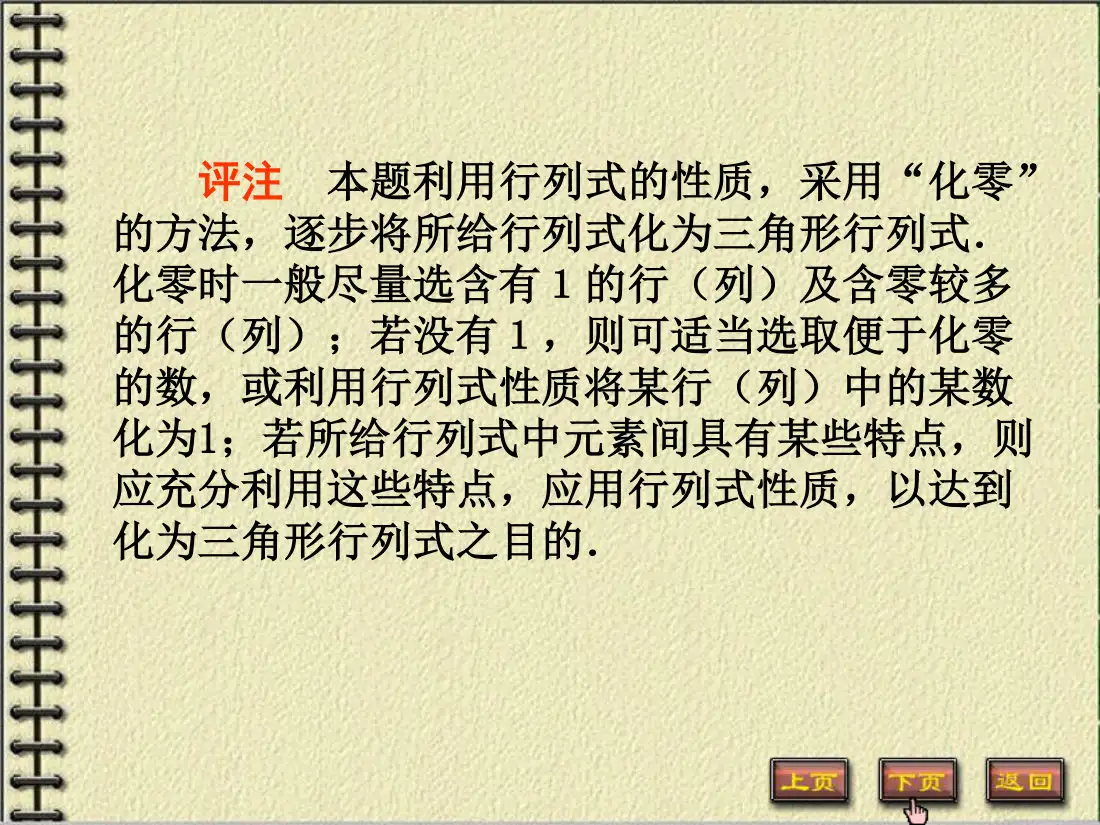 评注 本题利用行列式的性质，采用“化零”
的方法，逐步将所给行列式化为三角形行列式．
化零时一般尽量选含有１的行（列）及含零较多
的行（列）；若没有１，则可适当选取便于化零
的数，或利用行列式性质将某行（列）中的某数
化为1；若所给行列式中元素间具有某些特点，则
应充分利用这些特点，应用行列式性质，以达到
化为三角形行列式之目的．
上页 下页 返回